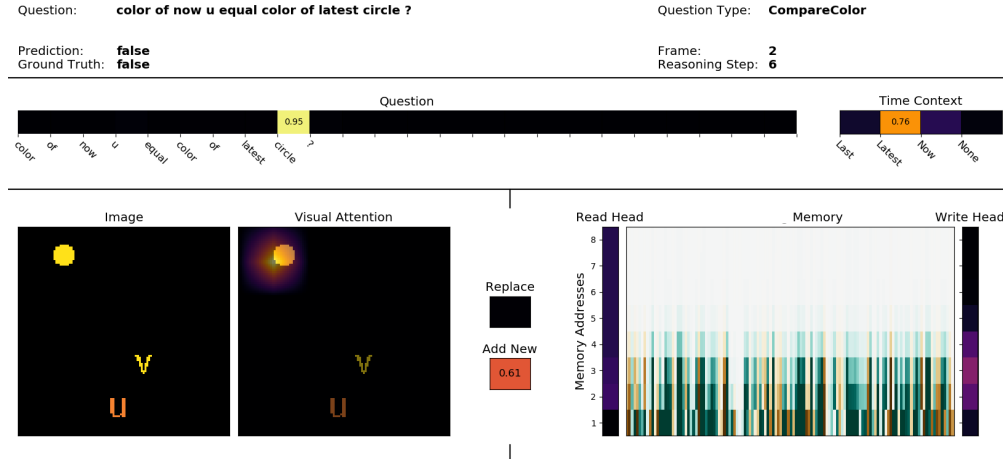 Question: color of now u equal color of latest circle ?
Question Type: CompareColor
Prediction: false
Ground Truth: false
Frame: 2
Reasoning Step: 6
Question
0.95
color of now u equal color of latest circle ?
Time Context
0.76
Last Latest Now None
Image
v
u
Visual Attention
v
u
Replace
Add New
0.61
Read Head
Memory
Write Head
Memory Addresses
8
7
6
5
4
3
2
1